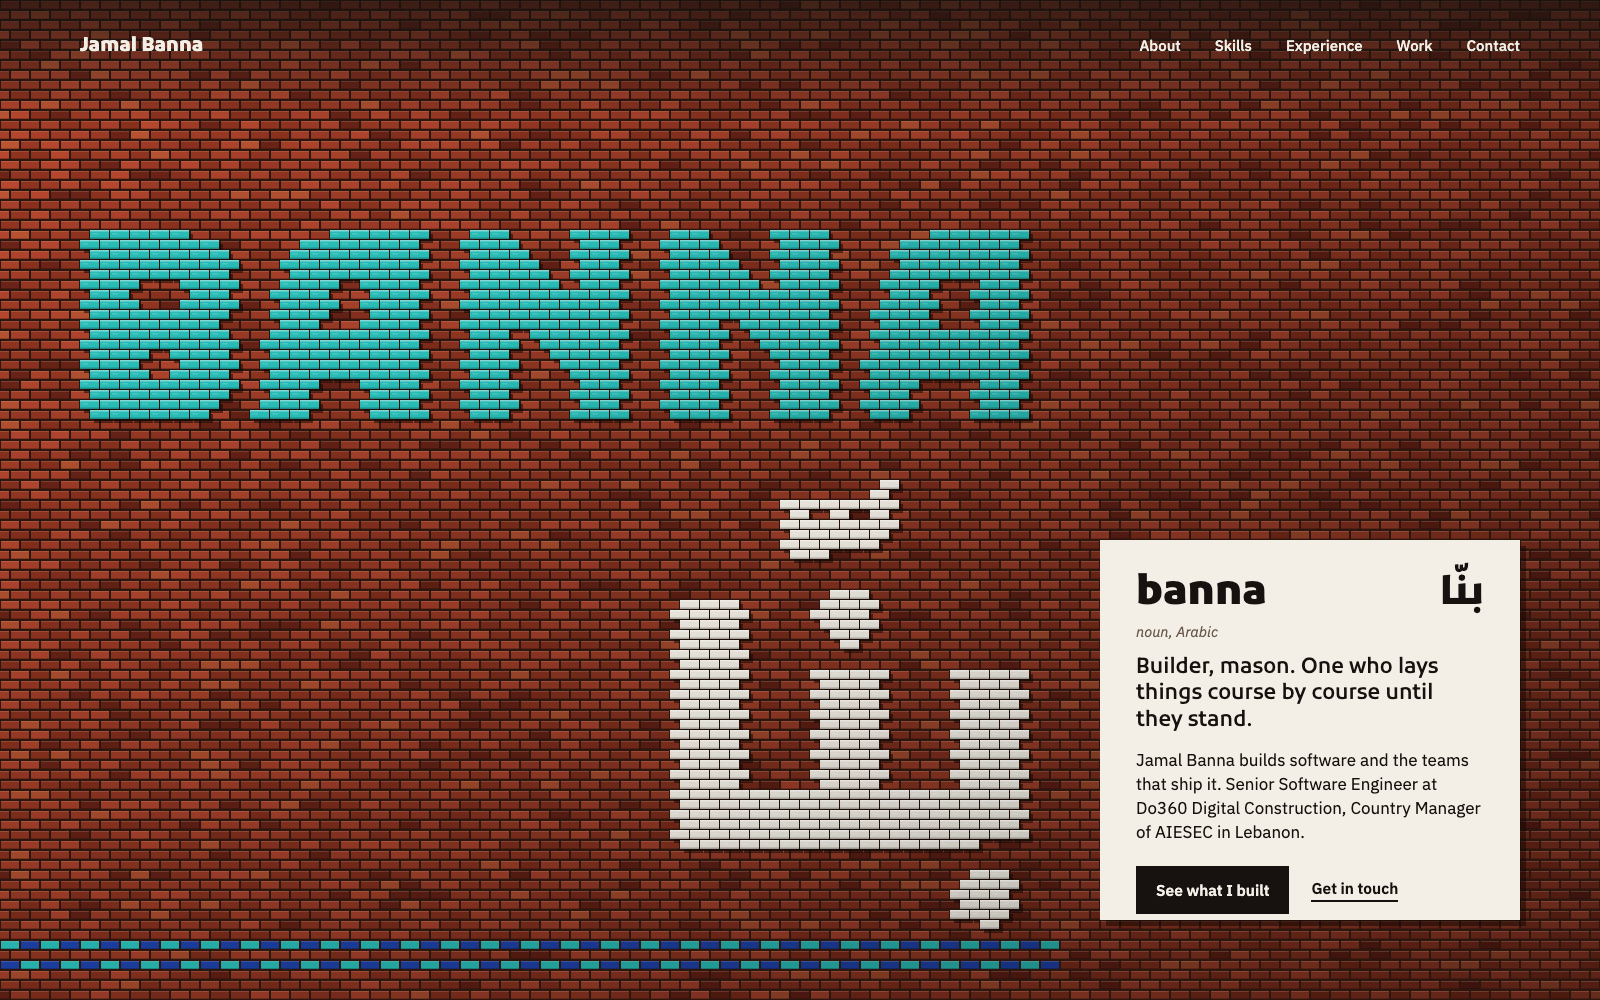 Jamal Banna
About Skills Experience Work Contact
BANNA
بنّا
banna بنّا
noun, Arabic
Builder, mason. One who lays
things course by course until
they stand.
Jamal Banna builds software and the teams
that ship it. Senior Software Engineer at
Do360 Digital Construction, Country Manager
of AIESEC in Lebanon.
See what I built Get in touch